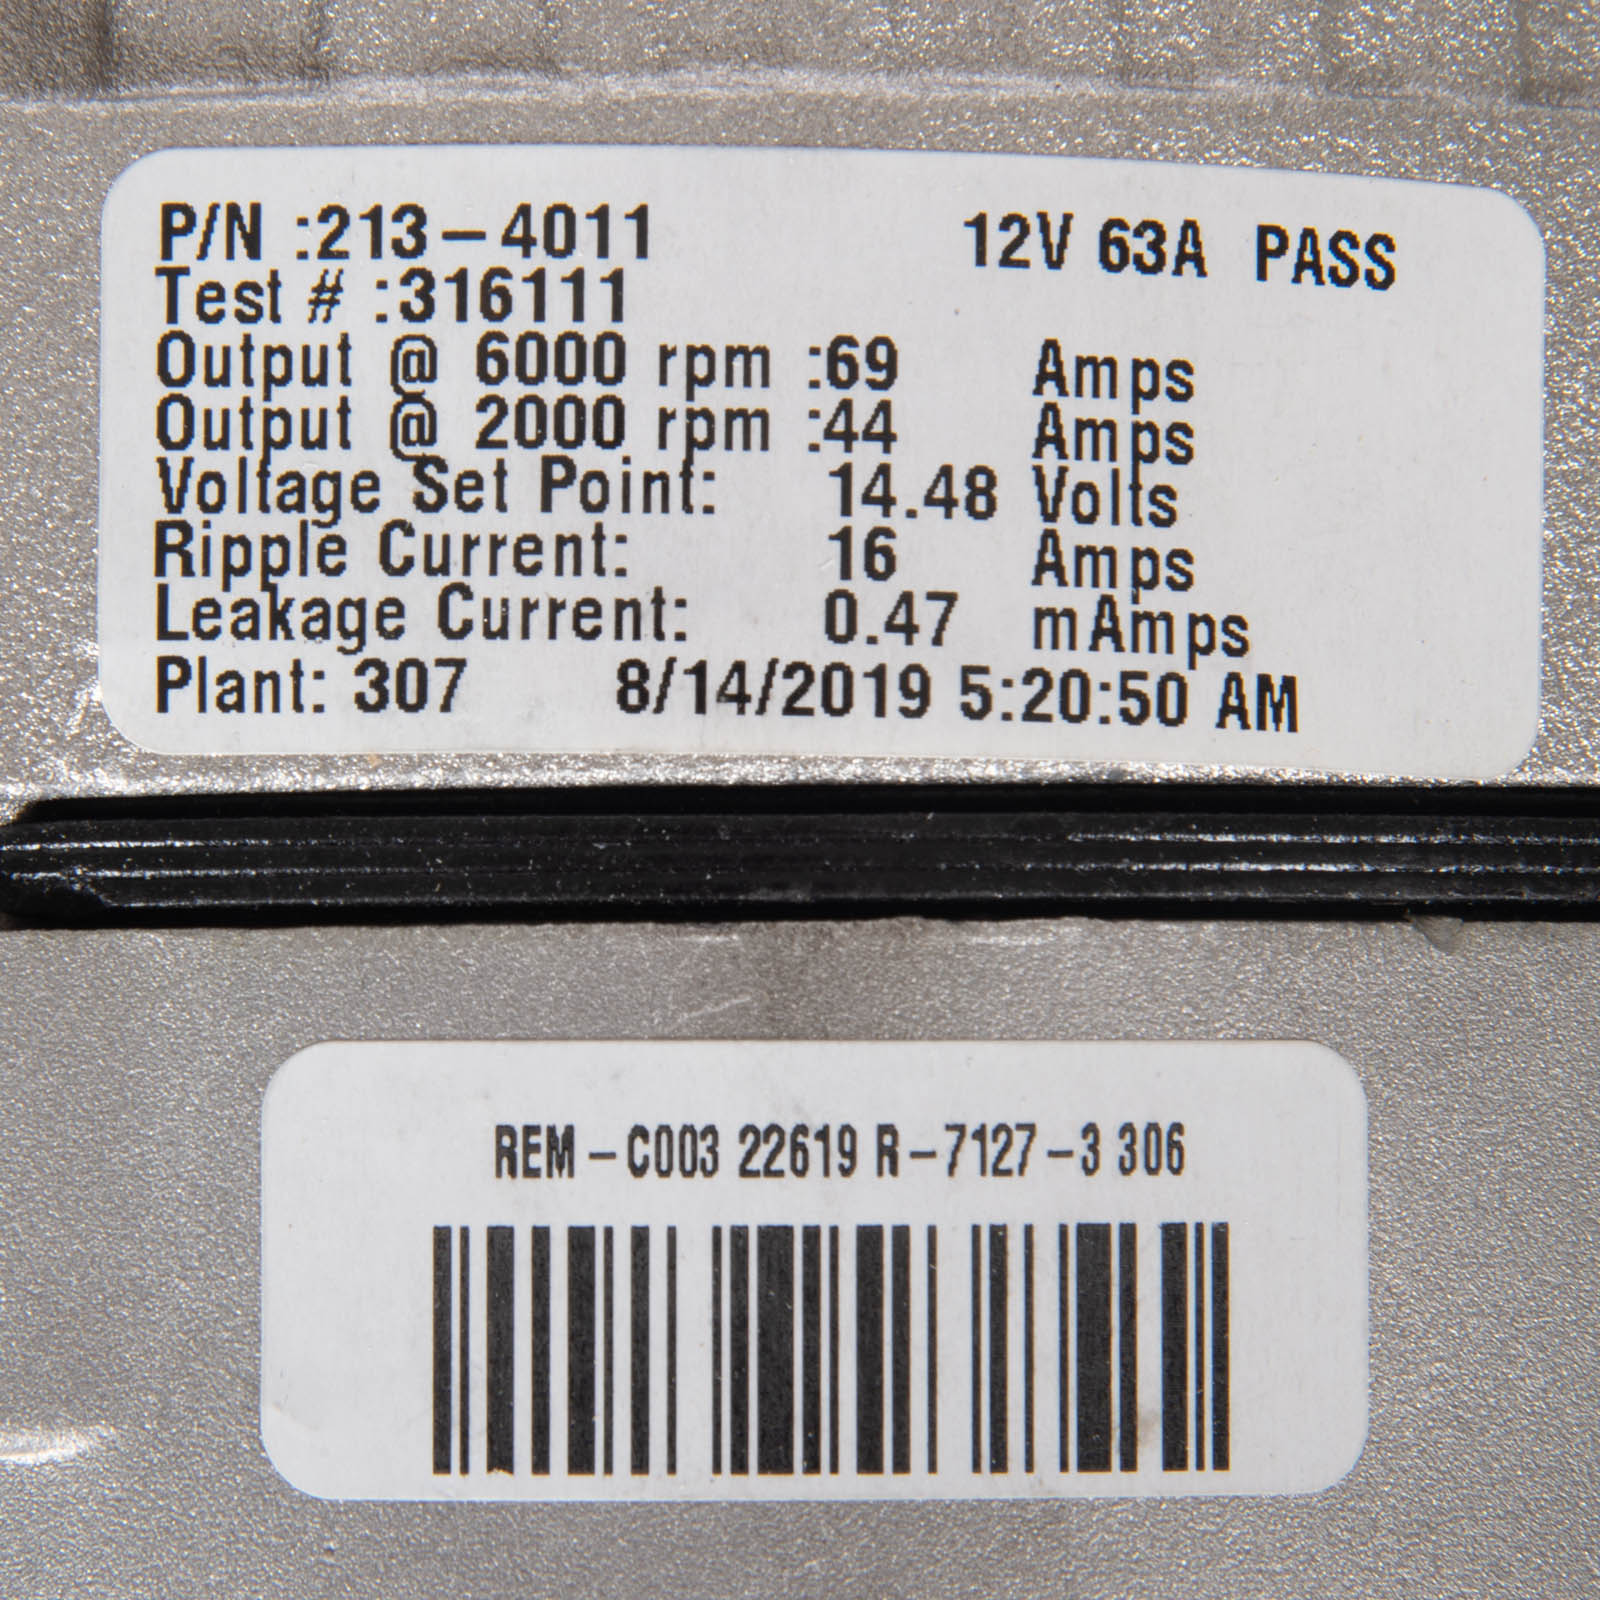 P/N :213-4011 12V 63A PASS
Test # :316111
Output @ 6000 rpm :69 Amps
Output @ 2000 rpm :44 Amps
Voltage Set Point: 14.48 Volts
Ripple Current: 16 Amps
Leakage Current: 0.47 mAmps
Plant: 307 8/14/2019 5:20:50 AM
REM-C003 22619 R-7127-3 306